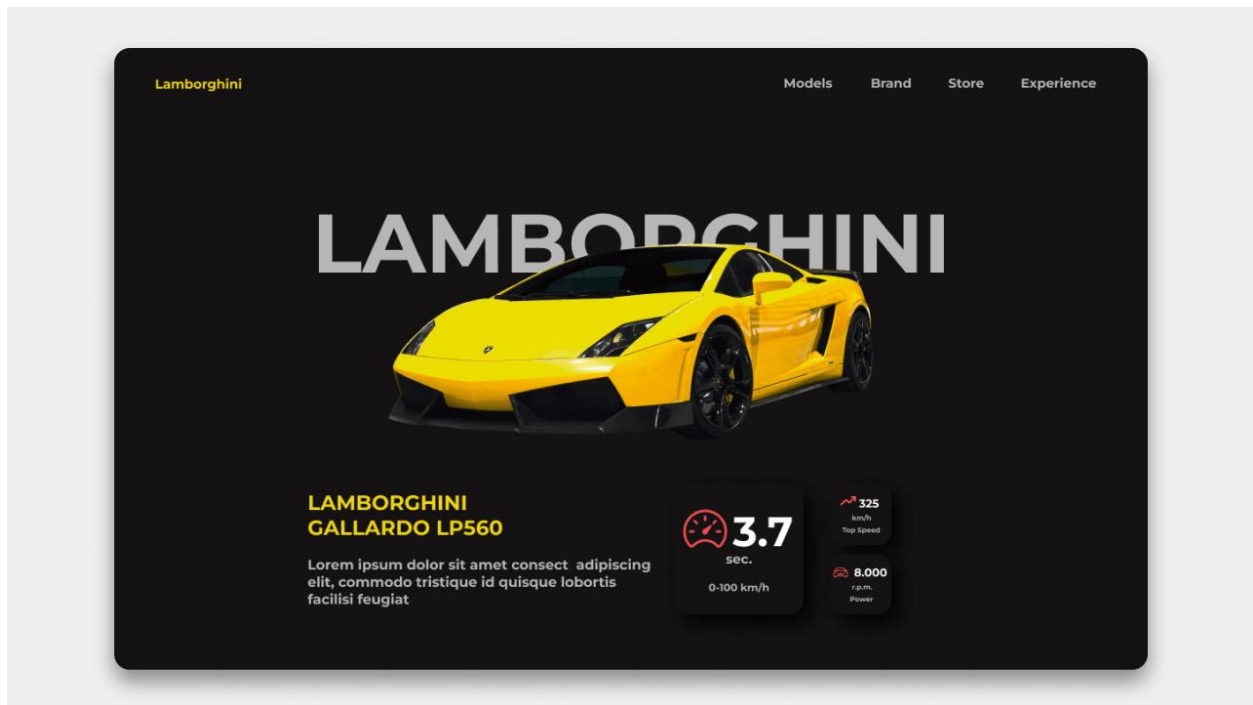 Lamborghini
Models Brand Store Experience
LAMBORGHINI
LAMBORGHINI
GALLARDO LP560
Lorem ipsum dolor sit amet consect adipiscing
elit, commodo tristique id quisque lobortis
facilisi feugiat
3.7
sec.
0-100 km/h
325
km/h
Top Speed
8.000
r.p.m.
Power